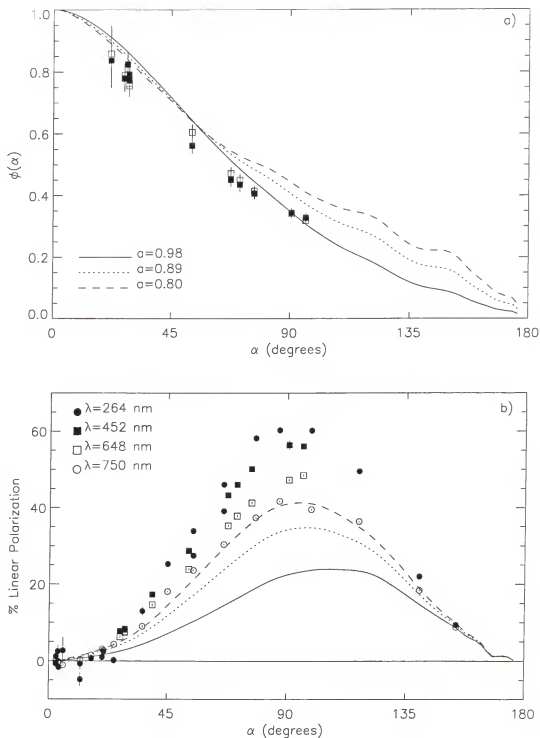 a)
1.0
0.8
0.6
0.4
0.2
0.0
ϕ(α)
a=0.98
a=0.89
a=0.80
0 45 90 135 180
α (degrees)
b)
λ=264 nm
λ=452 nm
λ=648 nm
λ=750 nm
60
40
20
0
% Linear Polarization
0 45 90 135 180
α (degrees)